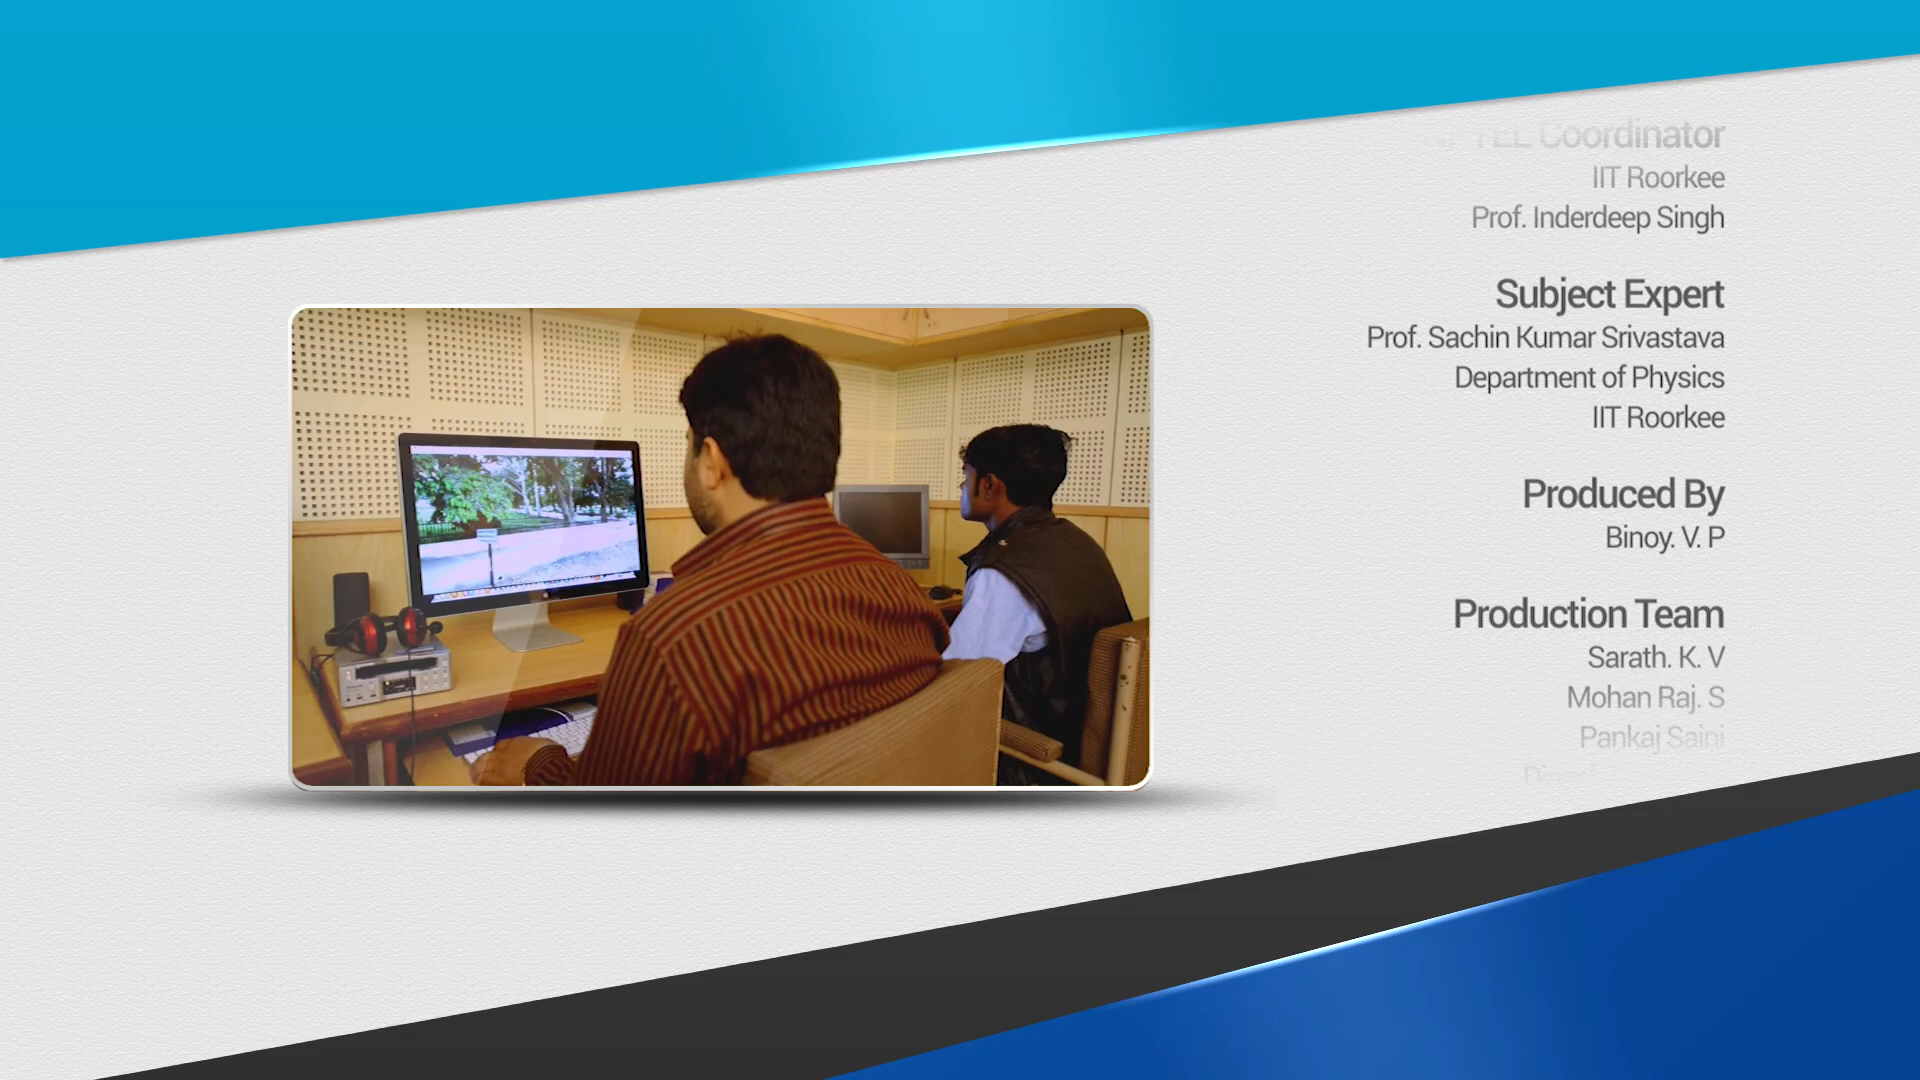 Coordinator
IIT Roorkee
Prof. Inderdeep Singh
Subject Expert
Prof. Sachin Kumar Srivastava
Department of Physics
IIT Roorkee
Produced By
Binoy. V. P
Production Team
Sarath. K. V
Mohan Raj. S
Pankaj Saini